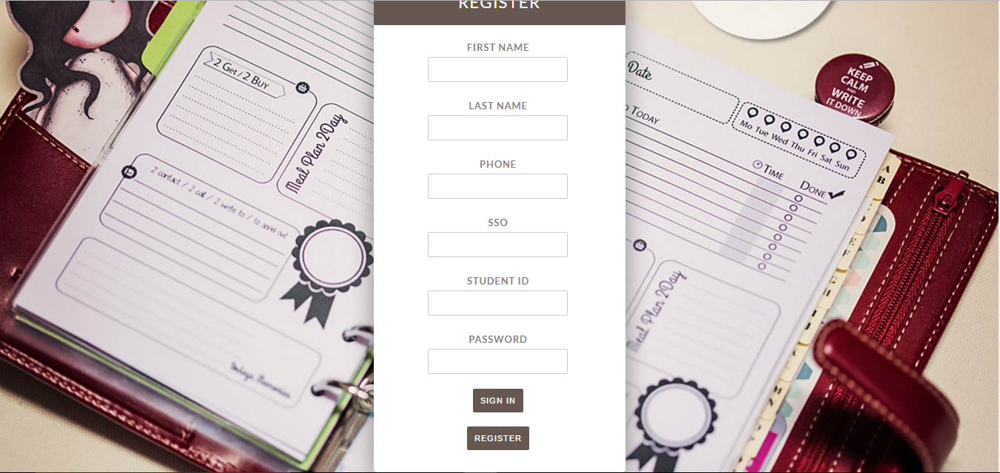 REGISTER
FIRST NAME
LAST NAME
PHONE
SSO
STUDENT ID
PASSWORD
SIGN IN
REGISTER
2 GET / 2 BUY
Meal Plan 2Day
2 contact / 2 call / 2 write to / to send out
Date
TODAY
Mo Tue Wed Thu Fri Sat Sun
TIME
DONE
Meal Plan 2Day
KEEP
CALM
AND
WRITE
IT DOWN
A
B